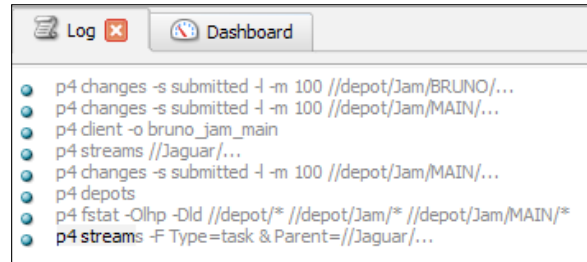 Log
Dashboard
p4 changes -s submitted -l -m 100 //depot/Jam/BRUNO/...
p4 changes -s submitted -l -m 100 //depot/Jam/MAIN/...
p4 client -o bruno_jam_main
p4 streams //Jaguar/...
p4 changes -s submitted -l -m 100 //depot/Jam/MAIN/...
p4 depots
p4 fstat -Olhp -Dld //depot/* //depot/Jam/* //depot/Jam/MAIN/*
p4 streams -F Type=task & Parent=//Jaguar/...